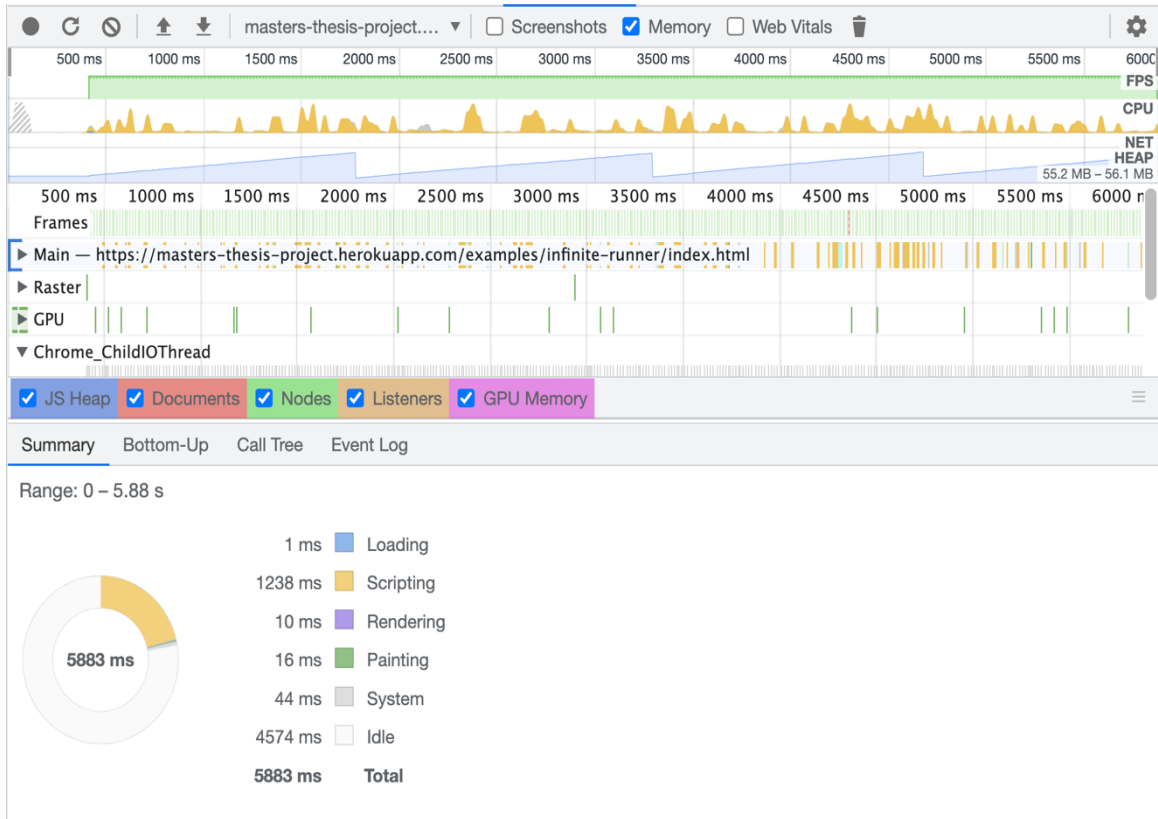 masters-thesis-project.... ▼ Screenshots Memory Web Vitals
500 ms 1000 ms 1500 ms 2000 ms 2500 ms 3000 ms 3500 ms 4000 ms 4500 ms 5000 ms 5500 ms 6000
FPS
CPU
NET
HEAP
55.2 MB – 56.1 MB
500 ms 1000 ms 1500 ms 2000 ms 2500 ms 3000 ms 3500 ms 4000 ms 4500 ms 5000 ms 5500 ms 6000 m
Frames
Main — https://masters-thesis-project.herokuapp.com/examples/infinite-runner/index.html
Raster
GPU
Chrome_ChildIOThread
JS Heap Documents Nodes Listeners GPU Memory
Summary Bottom-Up Call Tree Event Log
Range: 0 – 5.88 s
1 ms Loading
1238 ms Scripting
10 ms Rendering
5883 ms
16 ms Painting
44 ms System
4574 ms Idle
5883 ms Total